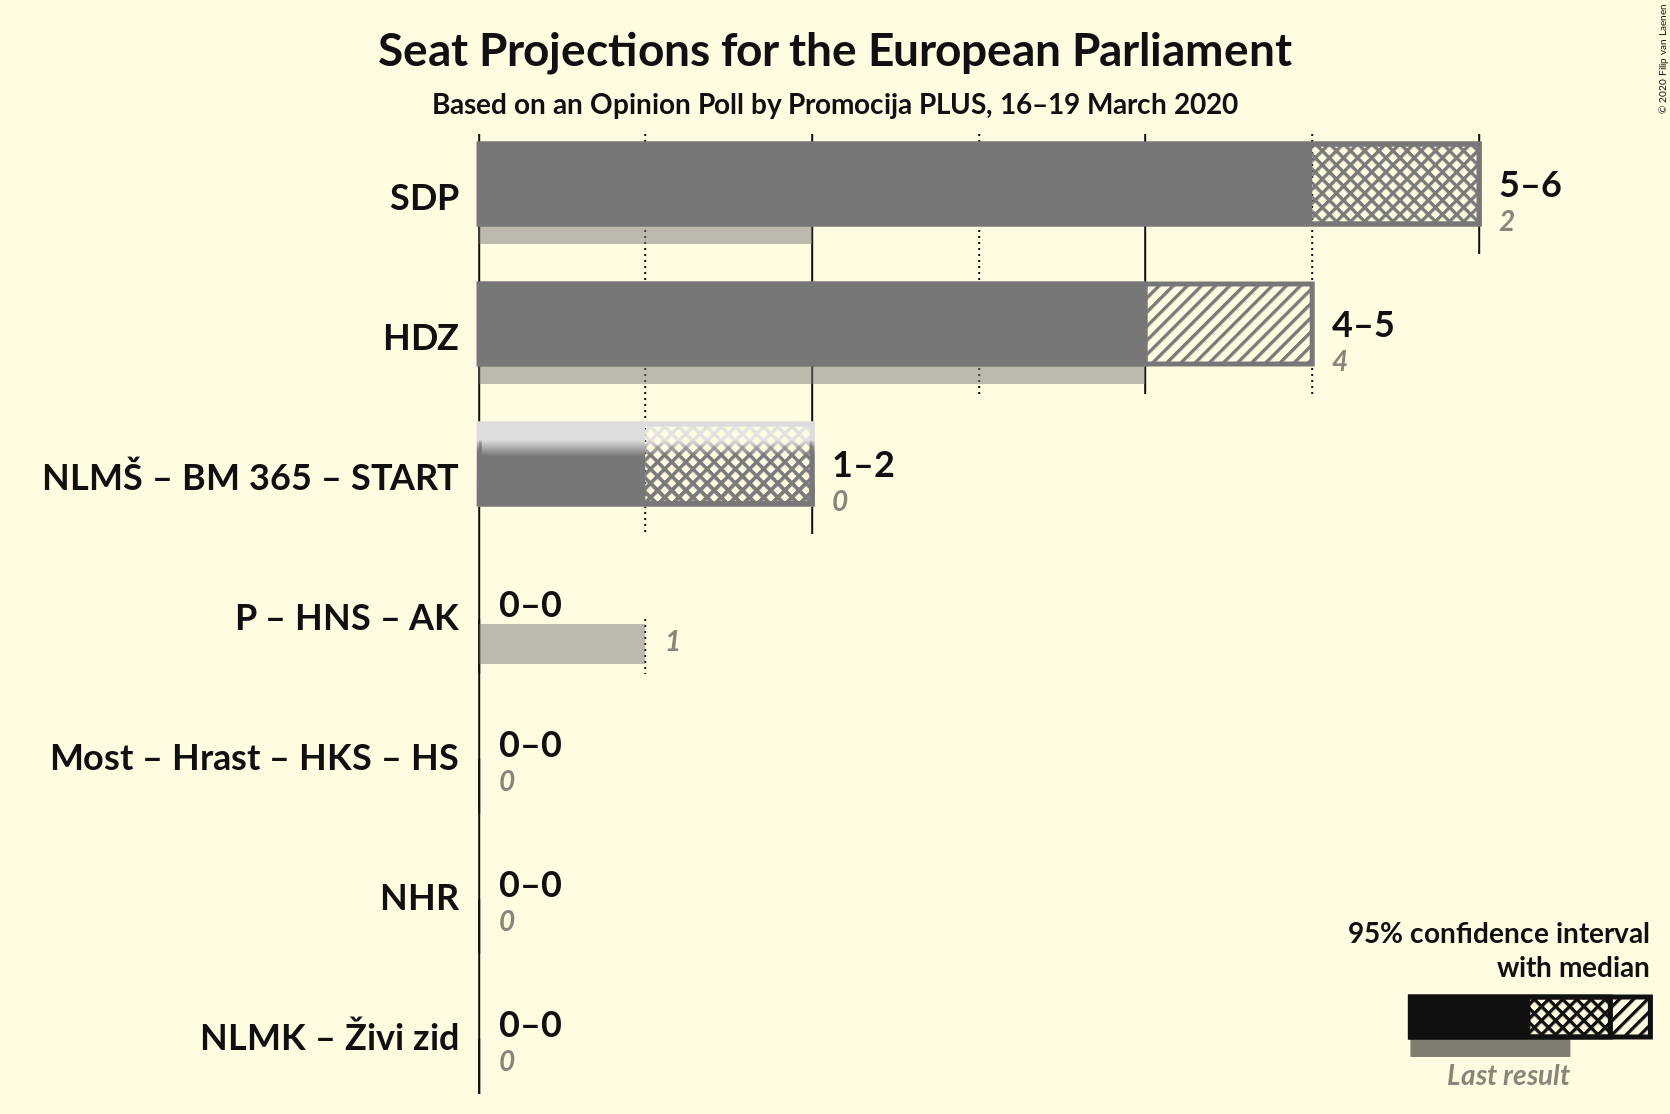 Seat Projections for the European Parliament
Based on an Opinion Poll by Promocija PLUS, 16–19 March 2020
© 2020 Filip van Laenen
SDP
5–6
2
HDZ
4–5
4
NLMŠ – BM 365 – START
1–2
0
P – HNS – AK
0–0
1
Most – Hrast – HKS – HS
0–0
0
NHR
0–0
0
NLMK – Živi zid
0–0
0
95% confidence interval
with median
Last result